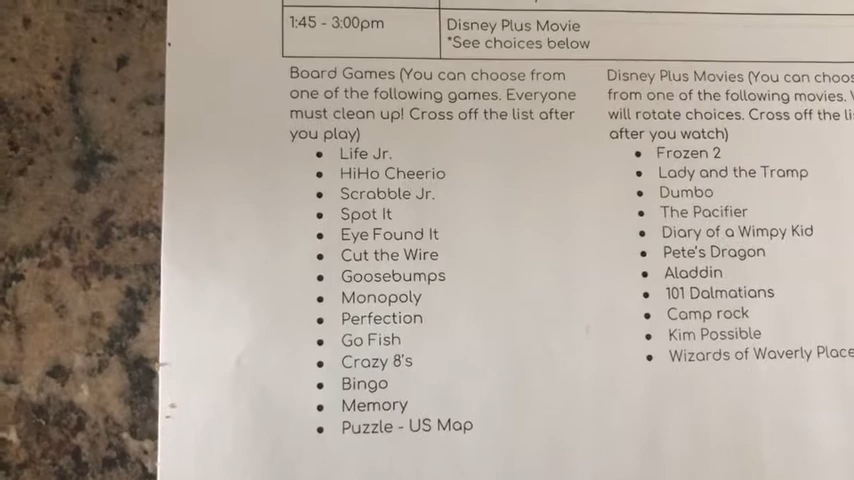 1:45 - 3:00pm
Disney Plus Movie
*See choices below
Board Games (You can choose from
one of the following games. Everyone
must clean up! Cross off the list after
you play)
• Life Jr.
• HiHo Cheerio
• Scrabble Jr.
• Spot It
• Eye Found It
• Cut the Wire
• Goosebumps
• Monopoly
• Perfection
• Go Fish
• Crazy 8's
• Bingo
• Memory
• Puzzle - US Map
Disney Plus Movies (You can choos
from one of the following movies.
will rotate choices. Cross off the li
after you watch)
• Frozen 2
• Lady and the Tramp
• Dumbo
• The Pacifier
• Diary of a Wimpy Kid
• Pete's Dragon
• Aladdin
• 101 Dalmatians
• Camp rock
• Kim Possible
• Wizards of Waverly Place